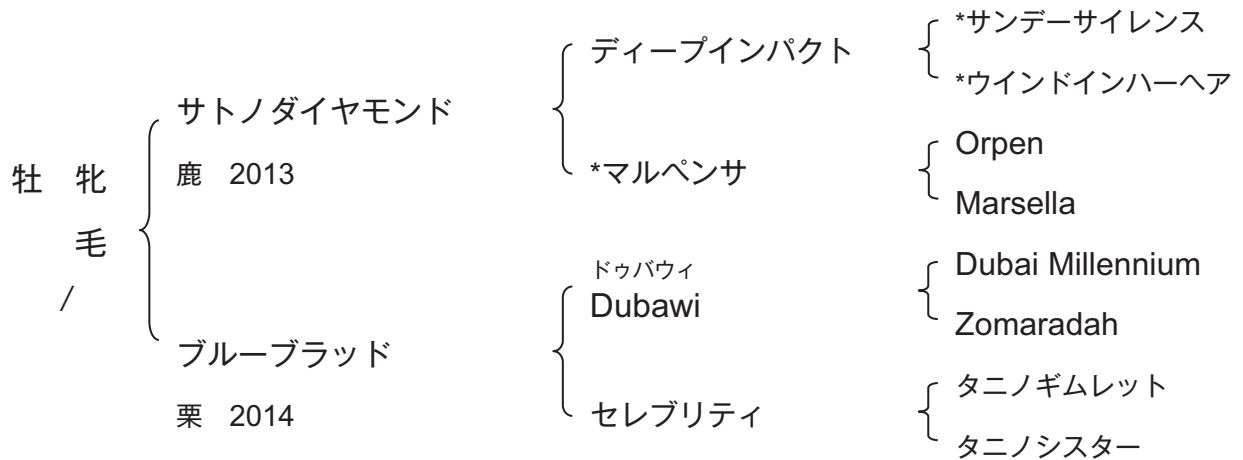 牡 牝
毛
/
サトノダイヤモンド
鹿 2013
ブルーブラッド
栗 2014
ディープインパクト
*マルペンサ
ドゥバウィ
Dubawi
セレブリティ
*サンデーサイレンス
*ウインドインハーヘア
Orpen
Marsella
Dubai Millennium
Zomaradah
タニノギムレット
タニノシスター